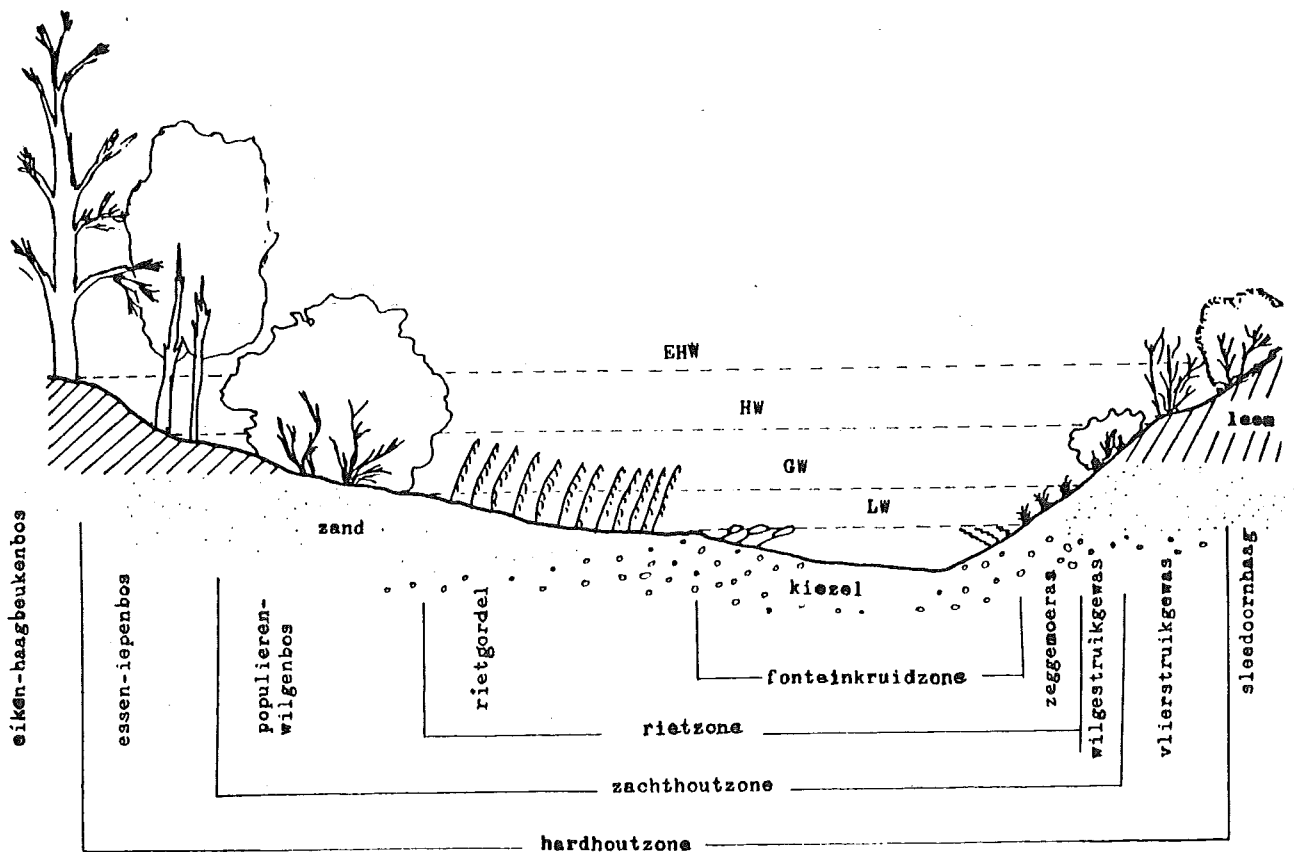 EHW
HW
GW
LW
leem
zand
kiezel
eiken-haagbeukenbos
essen-iepenbos
populieren-
wilgenbos
rietgordel
fonteinkruidzone
zeggemoeras
wilgestruikgewas
vlierstruikgewas
sleedoornhaag
rietzone
zachthoutzone
hardhoutzone